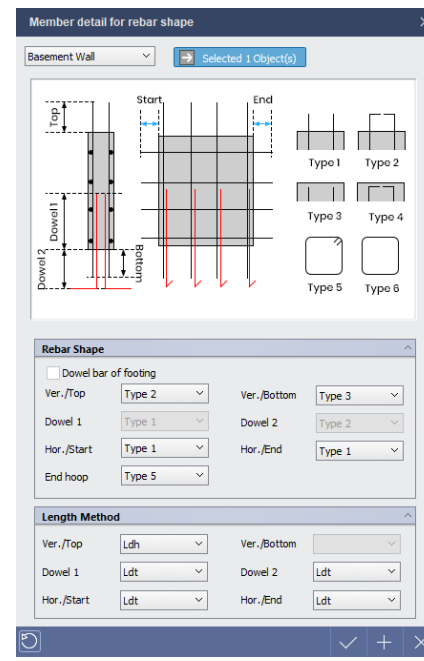 Member detail for rebar shape
Basement Wall
Selected 1 Object(s)
Top
Start
End
Dowel 1
Dowel 2
Bottom
Type 1 Type 2
Type 3 Type 4
Type 5 Type 6
Rebar Shape
Dowel bar of footing
Ver./Top Type 2 Ver./Bottom Type 3
Dowel 1 Type 1 Dowel 2 Type 2
Hor./Start Type 1 Hor./End Type 1
End hoop Type 5
Length Method
Ver./Top Ldh Ver./Bottom
Dowel 1 Ldt Dowel 2 Ldt
Hor./Start Ldt Hor./End Ldt